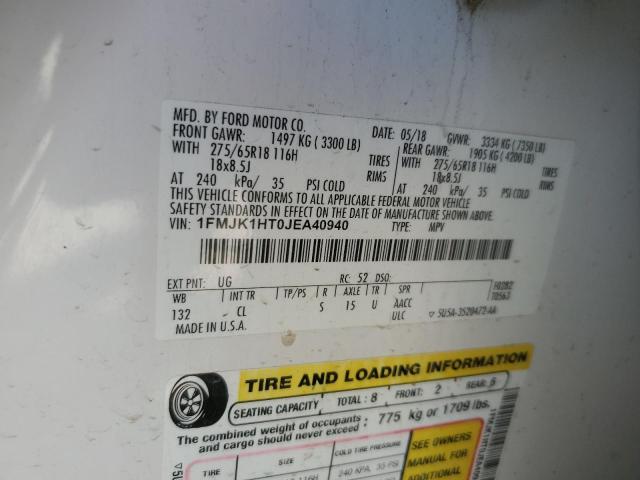 MFD. BY FORD MOTOR CO.
DATE: 05/18 GVWR: 3334 KG (7350 LB)
FRONT GAWR: 1497 KG (3300 LB) REAR GAWR: 1905 KG (4200 LB)
WITH 275/65R18 116H TIRES WITH 275/65R18 116H
18x8.5J RIMS 18x8.5J
AT 240 kPa/ 35 PSI COLD AT 240 kPa/ 35 PSI COLD
THIS VEHICLE CONFORMS TO ALL APPLICABLE FEDERAL MOTOR VEHICLE
SAFETY STANDARDS IN EFFECT ON THE DATE OF MANUFACTURE SHOWN ABOVE.
VIN: 1FMJK1HT0JEA40940 TYPE: MPV
EXT PNT: UG RC: 52 DSO:
WB INT TR TP/PS R AXLE TR SPR
132 CL S 15 U AACC
ULC
MADE IN U.S.A. 5U5A-3520472-AA
F0282
T0563
TIRE AND LOADING INFORMATION
SEATING CAPACITY TOTAL: 8 FRONT: 2 REAR: 6
The combined weight of occupants : 775 kg or 1709 lbs.
and cargo should never exceed :
TIRE SIZE COLD TIRE PRESSURE
240 KPA, 35 PSI
SEE OWNERS
MANUAL FOR
ADDITIONAL